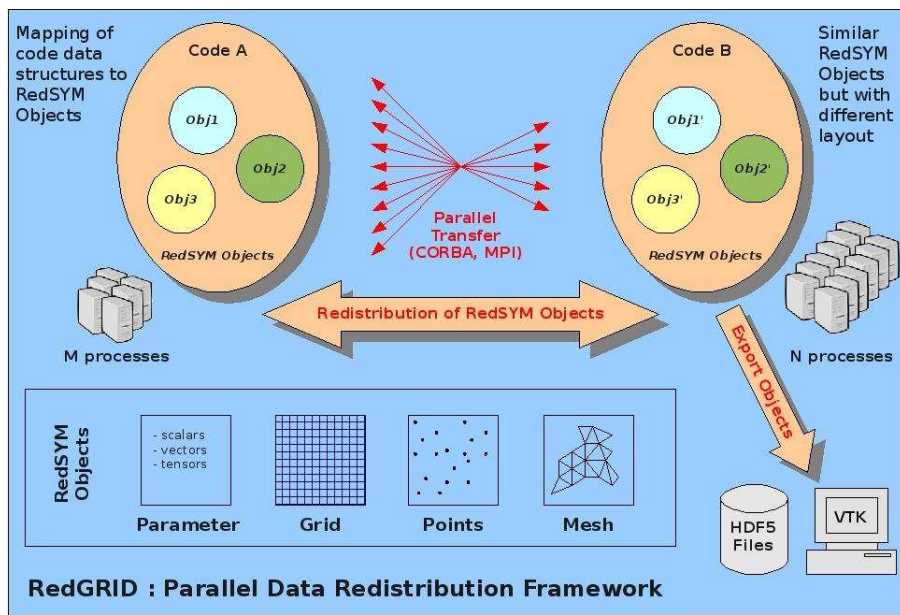 Mapping of
code data
structures to
RedSYM
Objects
Code A
Obj1
Obj2
Obj3
RedSYM Objects
M processes
Parallel
Transfer
(CORBA, MPI)
Redistribution of RedSYM Objects
Code B
Obj1'
Obj2'
Obj3'
RedSYM Objects
Similar
RedSYM
Objects
but with
different
layout
N processes
Export Objects
RedSYM
Objects
- scalars
- vectors
- tensors
Parameter
Grid
Points
Mesh
HDF5
Files
VTK
RedGRID : Parallel Data Redistribution Framework